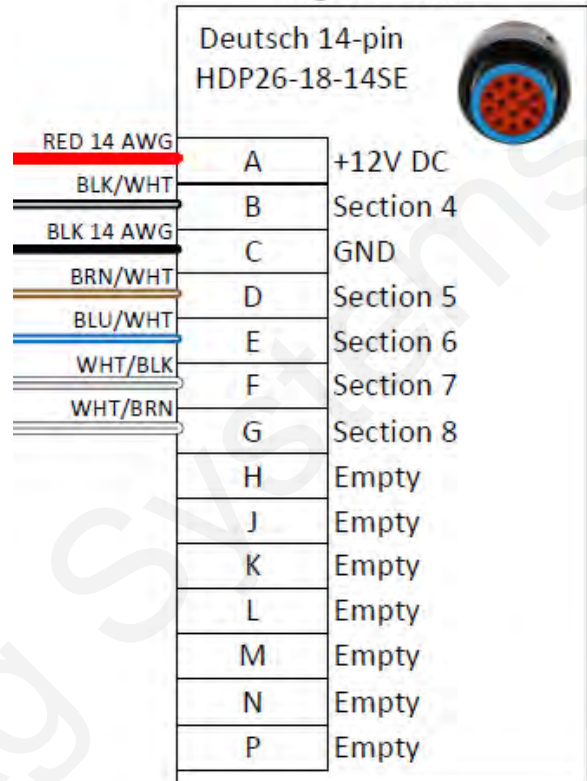 Deutsch 14-pin
HDP26-18-14SE
RED 14 AWG A +12V DC
BLK/WHT B Section 4
BLK 14 AWG C GND
BRN/WHT D Section 5
BLU/WHT E Section 6
WHT/BLK F Section 7
WHT/BRN G Section 8
H Empty
J Empty
K Empty
L Empty
M Empty
N Empty
P Empty
g Systems